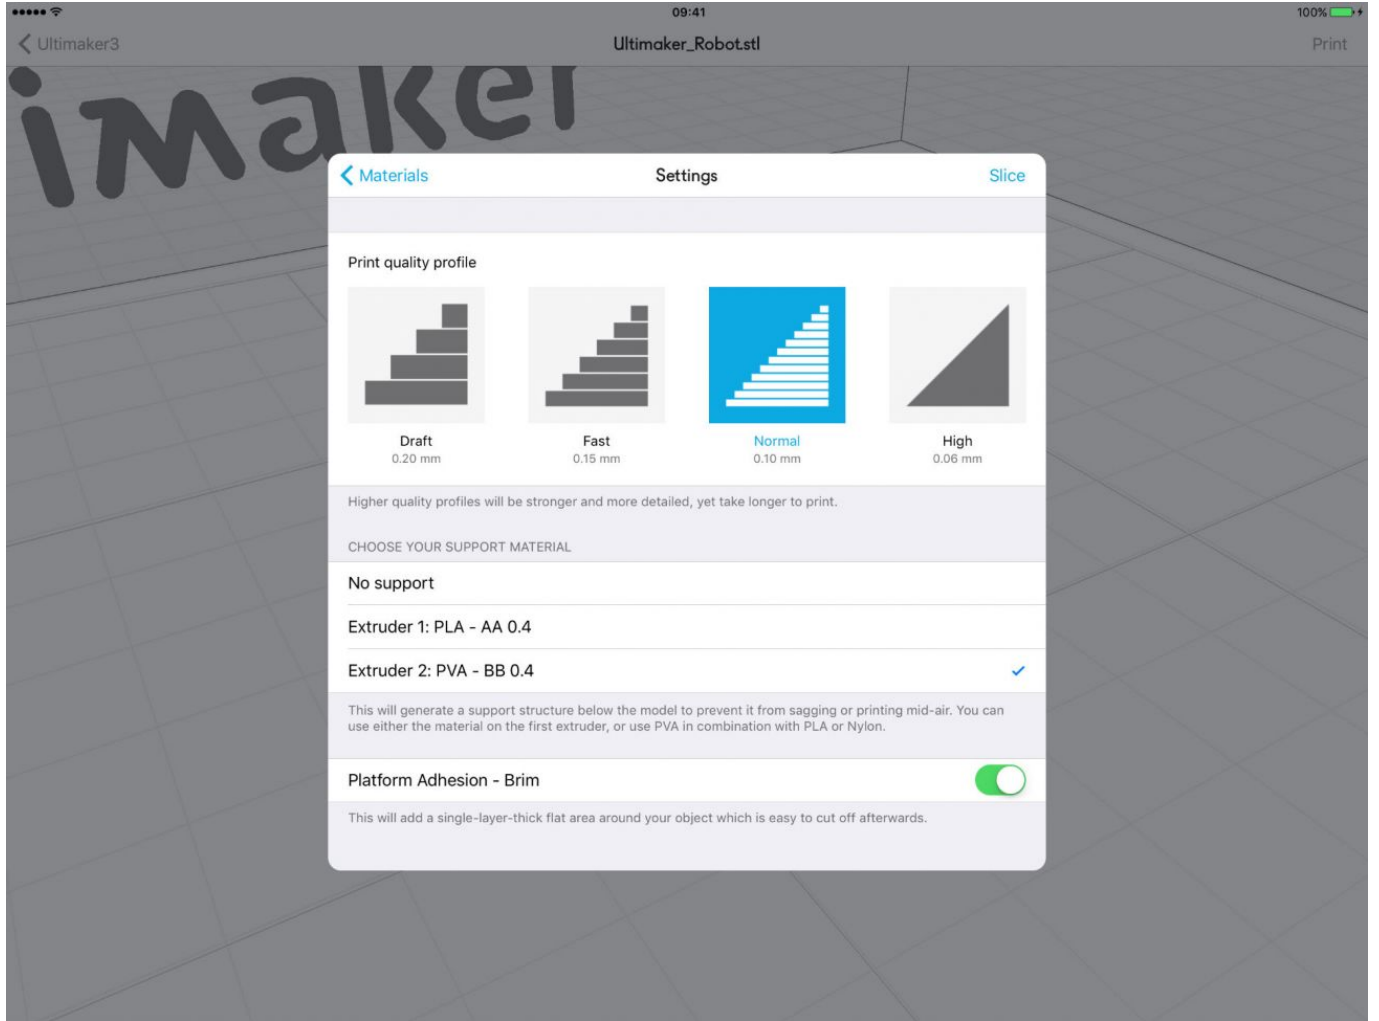 09:41
100%
Ultimaker3
Ultimaker_Robot.stl
Print
imaker
Materials
Settings
Slice
Print quality profile
Draft
0.20 mm
Fast
0.15 mm
Normal
0.10 mm
High
0.06 mm
Higher quality profiles will be stronger and more detailed, yet take longer to print.
CHOOSE YOUR SUPPORT MATERIAL
No support
Extruder 1: PLA - AA 0.4
Extruder 2: PVA - BB 0.4
This will generate a support structure below the model to prevent it from sagging or printing mid-air. You can
use either the material on the first extruder, or use PVA in combination with PLA or Nylon.
Platform Adhesion - Brim
This will add a single-layer-thick flat area around your object which is easy to cut off afterwards.